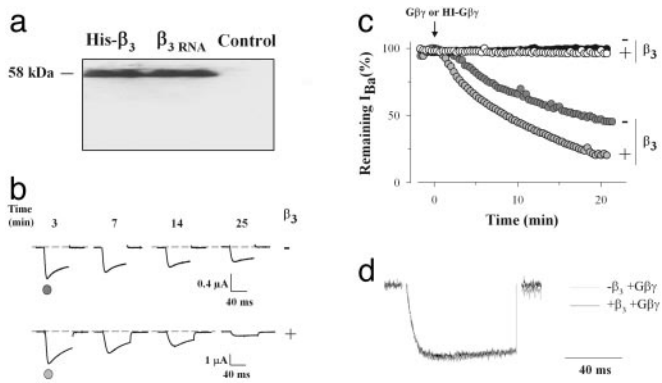 a
His-β3 β3 RNA Control
58 kDa
b
Time (min) 3 7 14 25 β3
-
0.4 μA
40 ms
+
1 μA
40 ms
c
Gβγ or HI-Gβγ
Remaining IBa(%)
100
50
0
0 10 20
Time (min)
- + β3
- + β3
d
-β3 +Gβγ
+β3 +Gβγ
40 ms